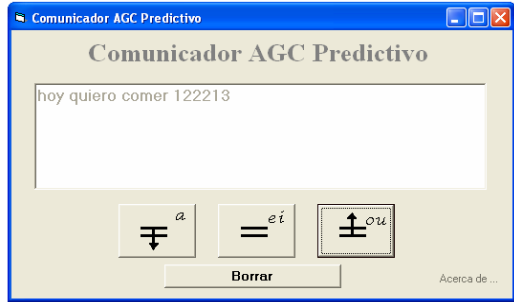 Comunicador AGC Predictivo
Comunicador AGC Predictivo
hoy quiero comer 122213
a ei ou
Borrar
Acerca de ...